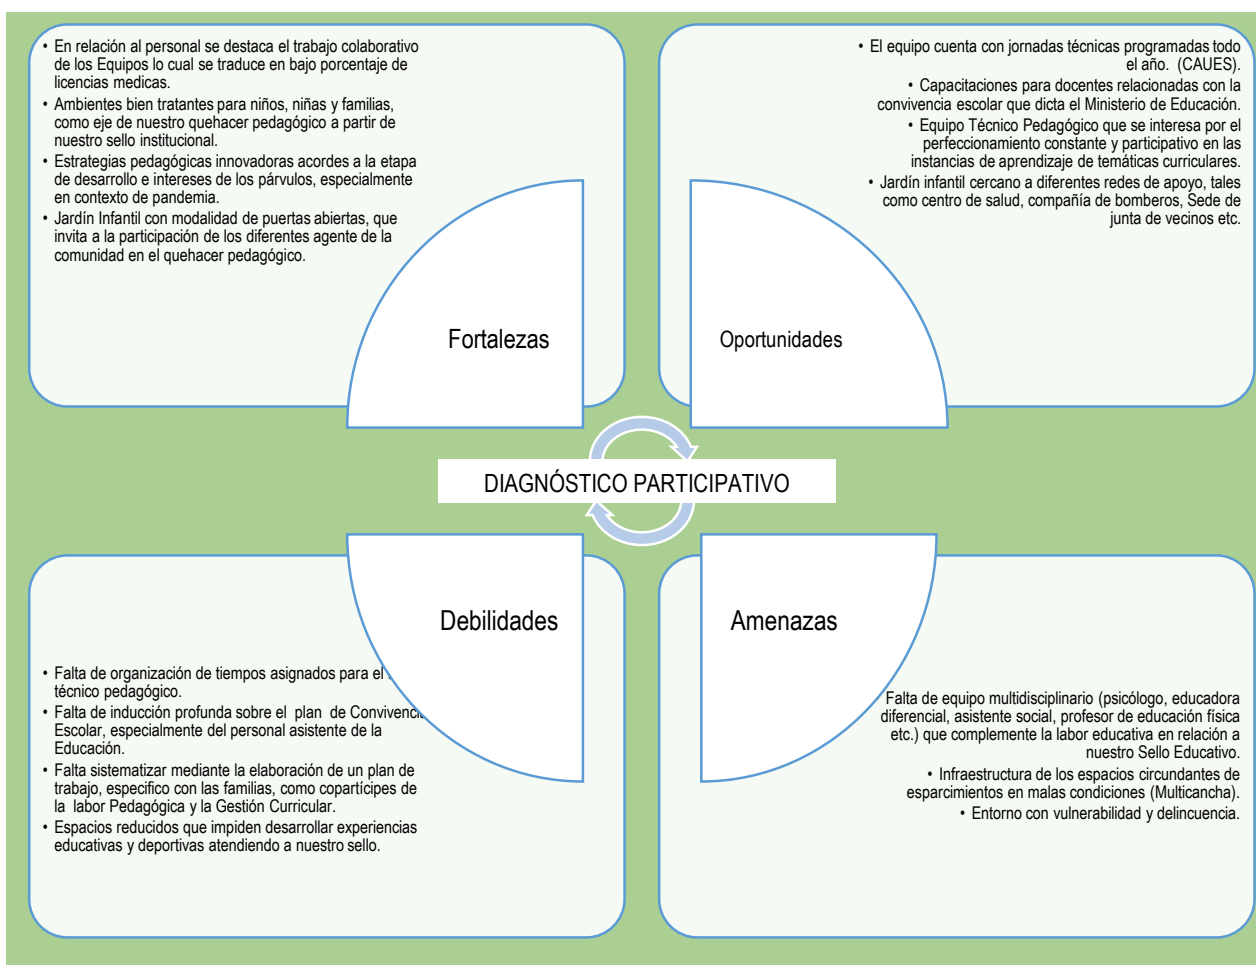 • En relación al personal se destaca el trabajo colaborativo
de los Equipos lo cual se traduce en bajo porcentaje de
licencias medicas.
• Ambientes bien tratantes para niños, niñas y familias,
como eje de nuestro quehacer pedagógico a partir de
nuestro sello institucional.
• Estrategias pedagógicas innovadoras acordes a la etapa
de desarrollo e intereses de los párvulos, especialmente
en contexto de pandemia.
• Jardín Infantil con modalidad de puertas abiertas, que
invita a la participación de los diferentes agente de la
comunidad en el quehacer pedagógico.
Fortalezas
• El equipo cuenta con jornadas técnicas programadas todo
el año. (CAUES).
• Capacitaciones para docentes relacionadas con la
convivencia escolar que dicta el Ministerio de Educación.
• Equipo Técnico Pedagógico que se interesa por el
perfeccionamiento constante y participativo en las
instancias de aprendizaje de temáticas curriculares.
• Jardín infantil cercano a diferentes redes de apoyo, tales
como centro de salud, compañía de bomberos, Sede de
junta de vecinos etc.
Oportunidades
DIAGNÓSTICO PARTICIPATIVO
Debilidades
• Falta de organización de tiempos asignados para el
técnico pedagógico.
• Falta de inducción profunda sobre el plan de Convivencia
Escolar, especialmente del personal asistente de la
Educación.
• Falta sistematizar mediante la elaboración de un plan de
trabajo, especifico con las familias, como copartícipes de
la labor Pedagógica y la Gestión Curricular.
• Espacios reducidos que impiden desarrollar experiencias
educativas y deportivas atendiendo a nuestro sello.
Amenazas
Falta de equipo multidisciplinario (psicólogo, educadora
diferencial, asistente social, profesor de educación física
etc.) que complemente la labor educativa en relación a
nuestro Sello Educativo.
• Infraestructura de los espacios circundantes de
esparcimientos en malas condiciones (Multicancha).
• Entorno con vulnerabilidad y delincuencia.